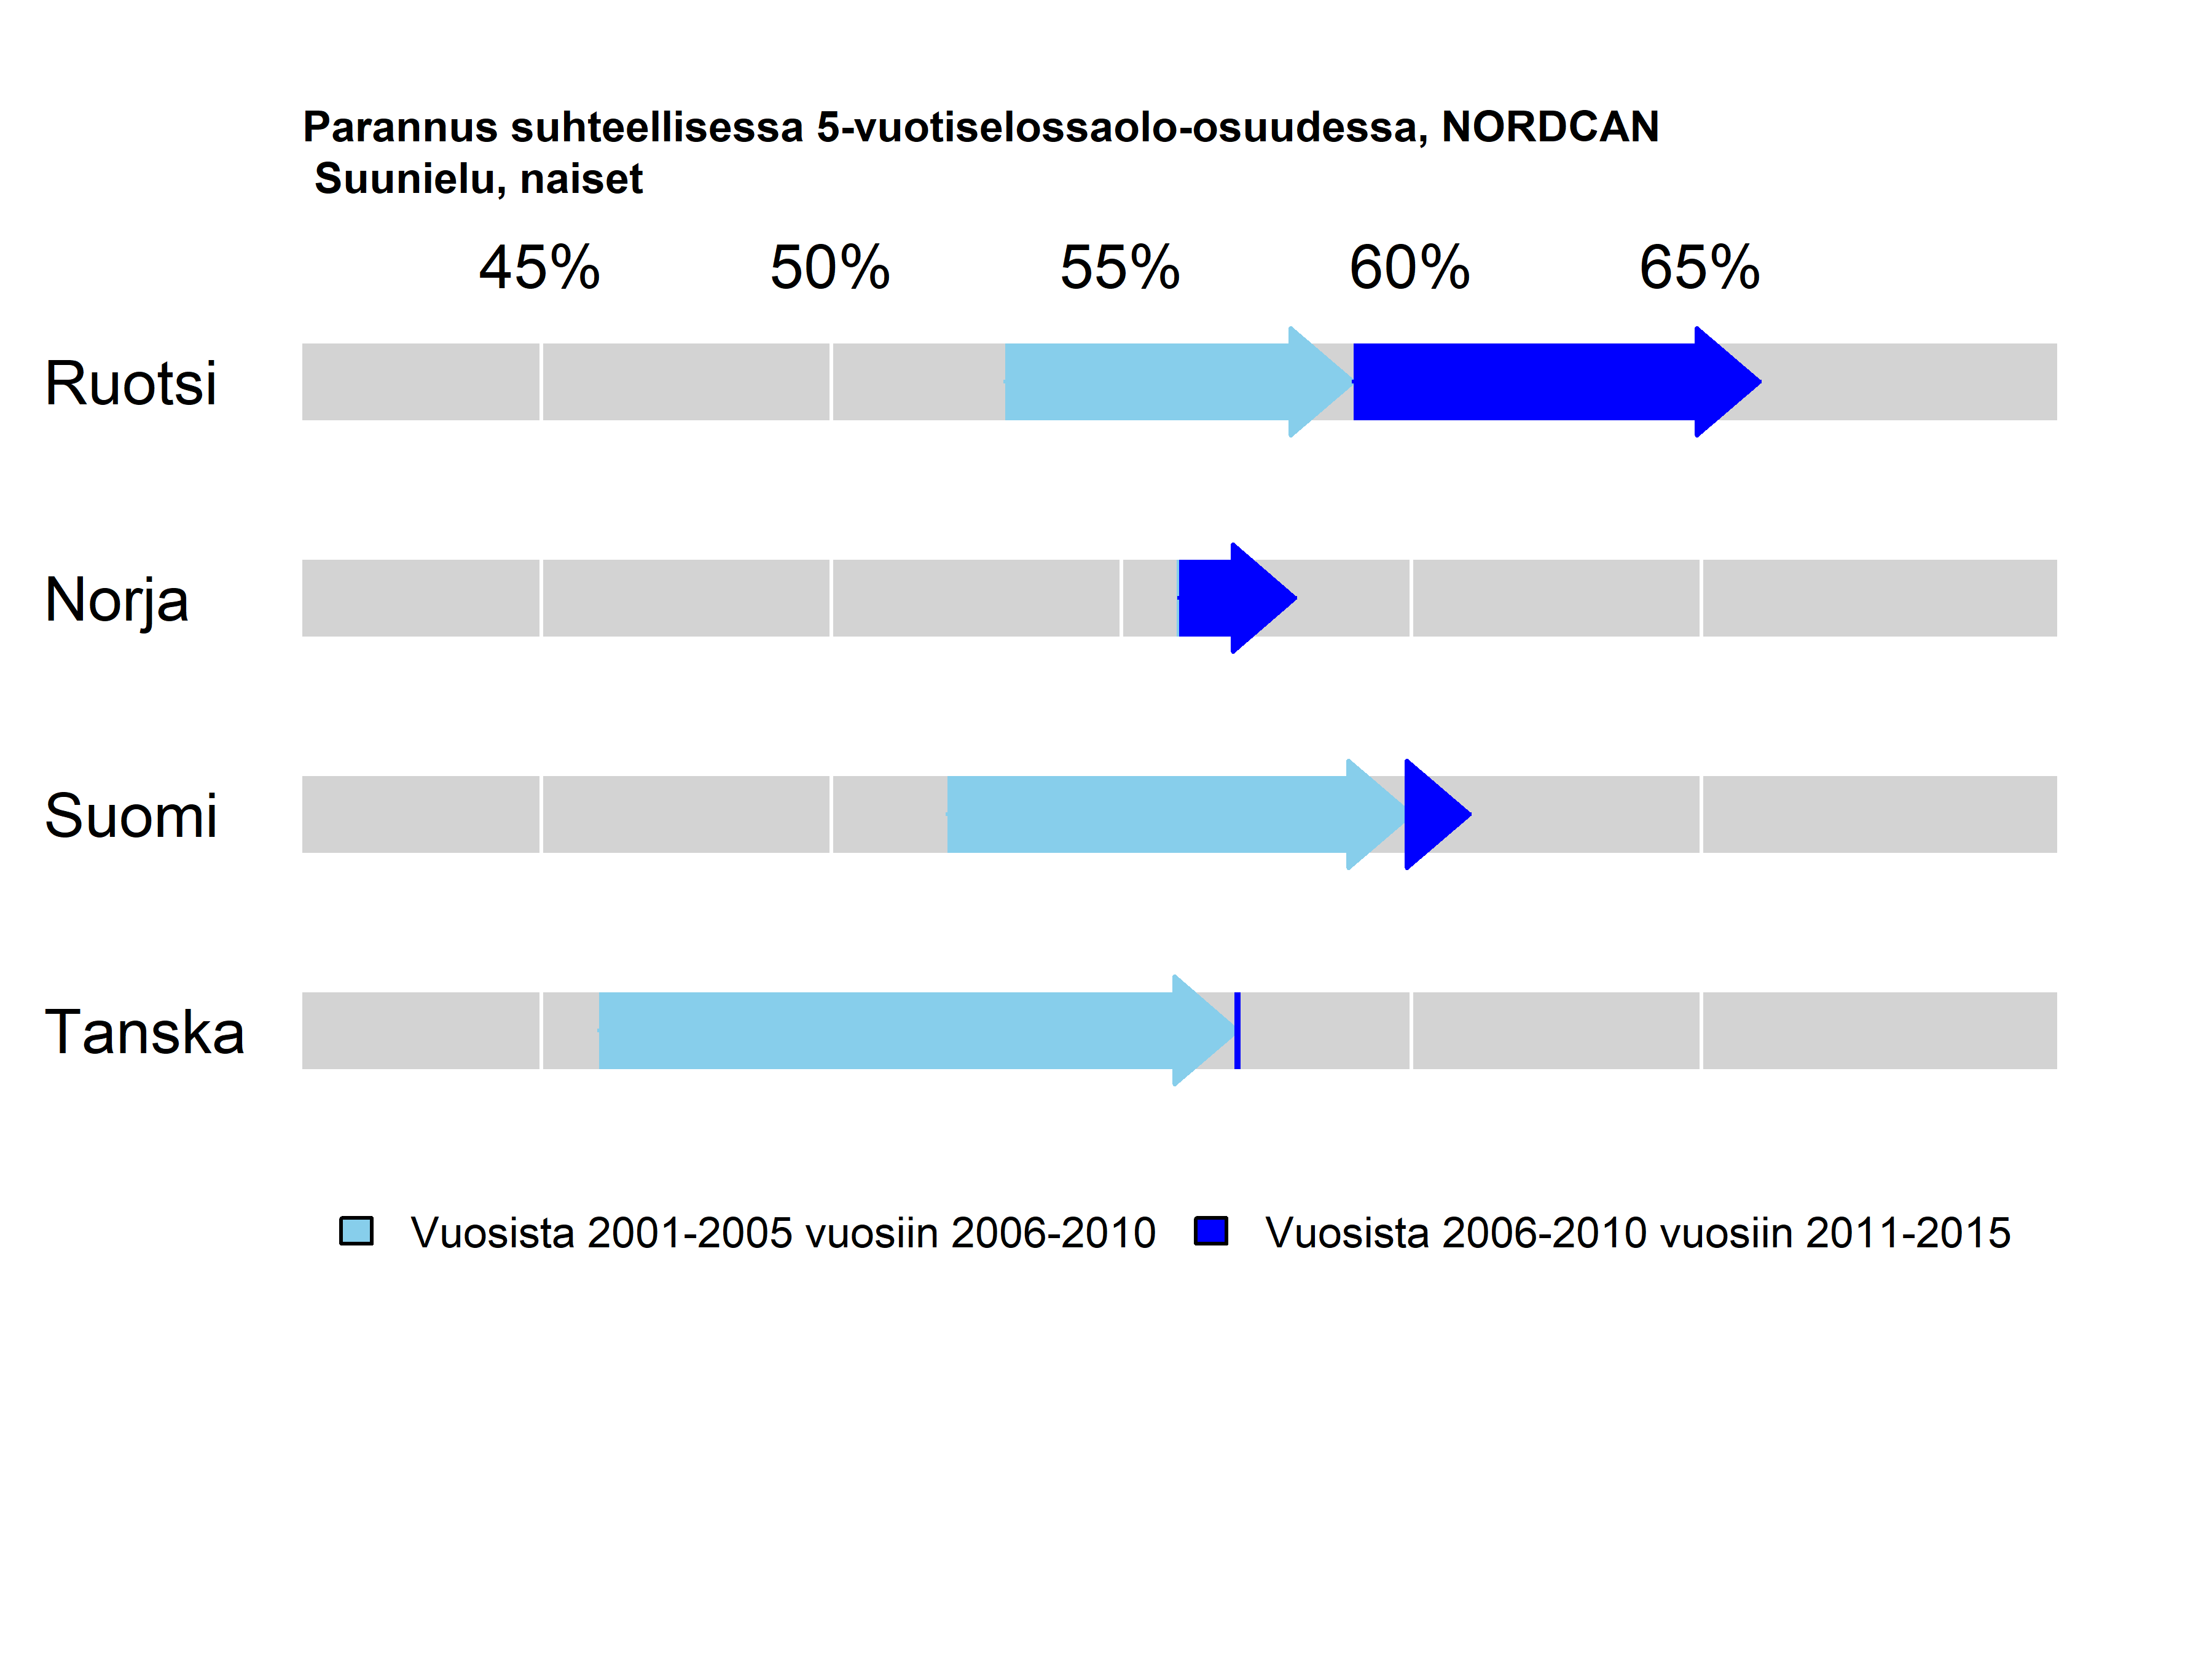 Parannus suhteellisessa 5-vuotiselossaolo-osuudessa, NORDCAN
Suunielu, naiset
45% 50% 55% 60% 65%
Ruotsi
Norja
Suomi
Tanska
Vuosista 2001-2005 vuosiin 2006-2010 Vuosista 2006-2010 vuosiin 2011-2015